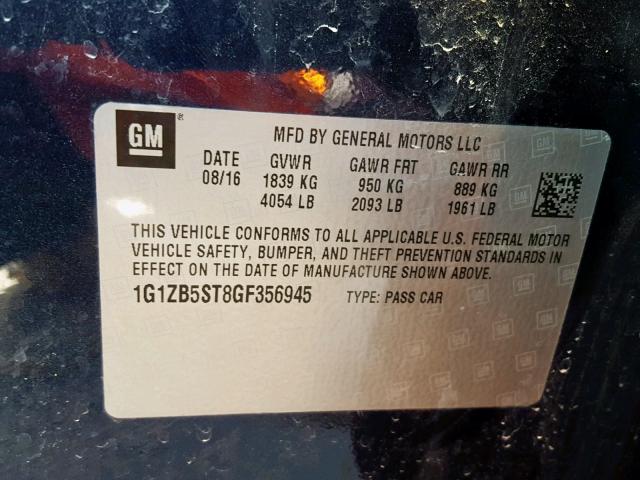 GM ®
MFD BY GENERAL MOTORS LLC
DATE GVWR GAWR FRT GAWR RR
08/16 1839 KG 950 KG 889 KG
4054 LB 2093 LB 1961 LB
THIS VEHICLE CONFORMS TO ALL APPLICABLE U.S. FEDERAL MOTOR
VEHICLE SAFETY, BUMPER, AND THEFT PREVENTION STANDARDS IN
EFFECT ON THE DATE OF MANUFACTURE SHOWN ABOVE.
1G1ZB5ST8GF356945 TYPE: PASS CAR